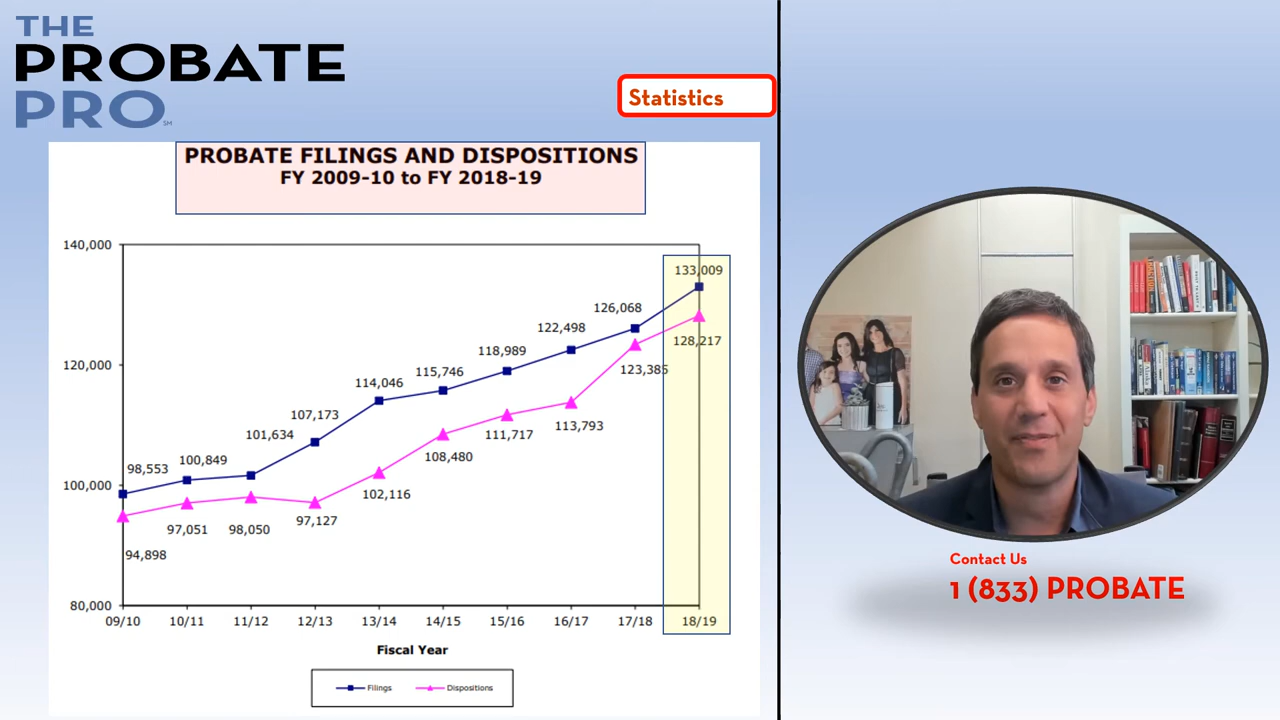 THE
PROBATE
PRO
SM
Statistics
PROBATE FILINGS AND DISPOSITIONS
FY 2009-10 to FY 2018-19
140,000
133,009
126,068
122,498
128,217
118,989
120,000
123,385
115,746
114,046
107,173
113,793
111,717
101,634
108,480
100,849
98,553
100,000
102,116
97,127
97,051
98,050
94,898
80,000
09/10 10/11 11/12 12/13 13/14 14/15 15/16 16/17 17/18 18/19
Fiscal Year
Filings Dispositions
Contact Us
1 (833) PROBATE